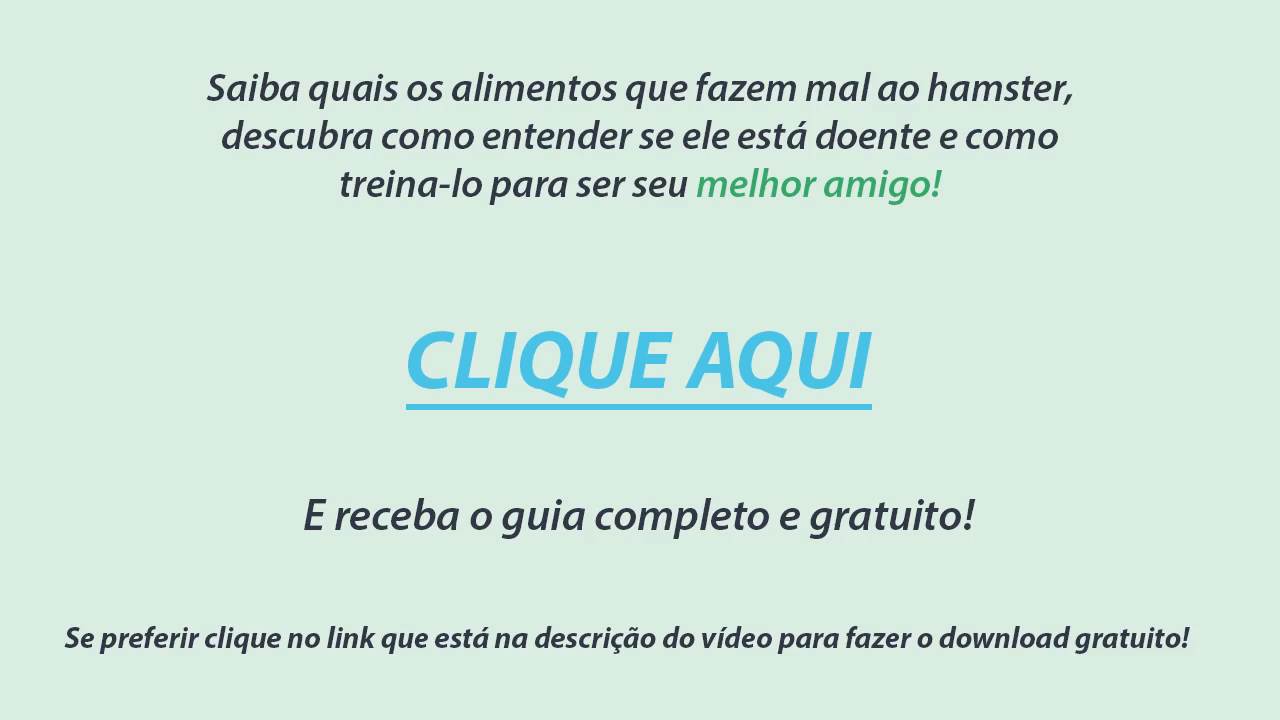 Saiba quais os alimentos que fazem mal ao hamster,
descubra como entender se ele está doente e como
treina-lo para ser seu melhor amigo!
CLIQUE AQUI
E receba o guia completo e gratuito!
Se preferir clique no link que está na descrição do vídeo para fazer o download gratuito!